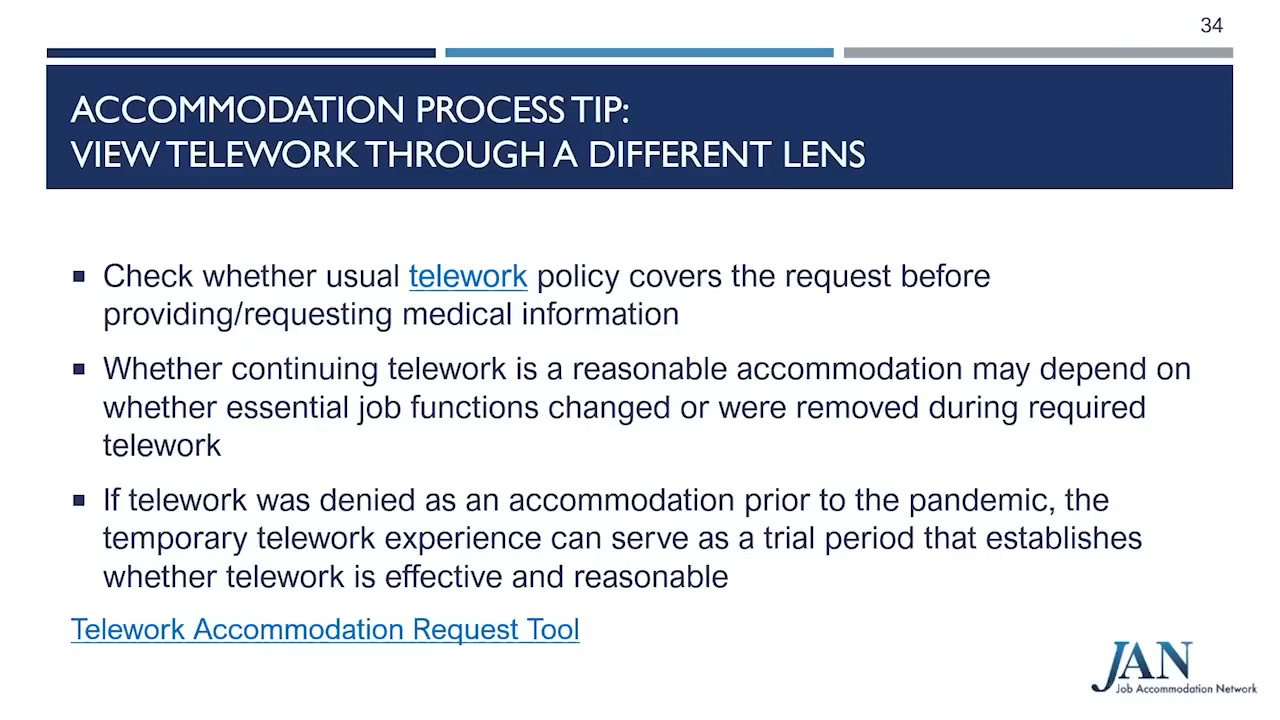 34
ACCOMMODATION PROCESS TIP:
VIEW TELEWORK THROUGH A DIFFERENT LENS
▪ Check whether usual telework policy covers the request before
providing/requesting medical information
▪ Whether continuing telework is a reasonable accommodation may depend on
whether essential job functions changed or were removed during required
telework
▪ If telework was denied as an accommodation prior to the pandemic, the
temporary telework experience can serve as a trial period that establishes
whether telework is effective and reasonable
Telework Accommodation Request Tool
JAN
Job Accommodation Network